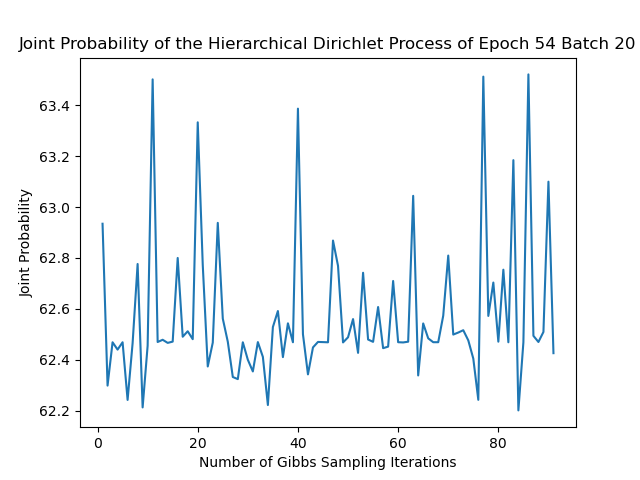 Joint Probability of the Hierarchical Dirichlet Process of Epoch 54 Batch 20
63.4
63.2
63.0
62.8
62.6
62.4
62.2
Joint Probability
0 20 40 60 80
Number of Gibbs Sampling Iterations